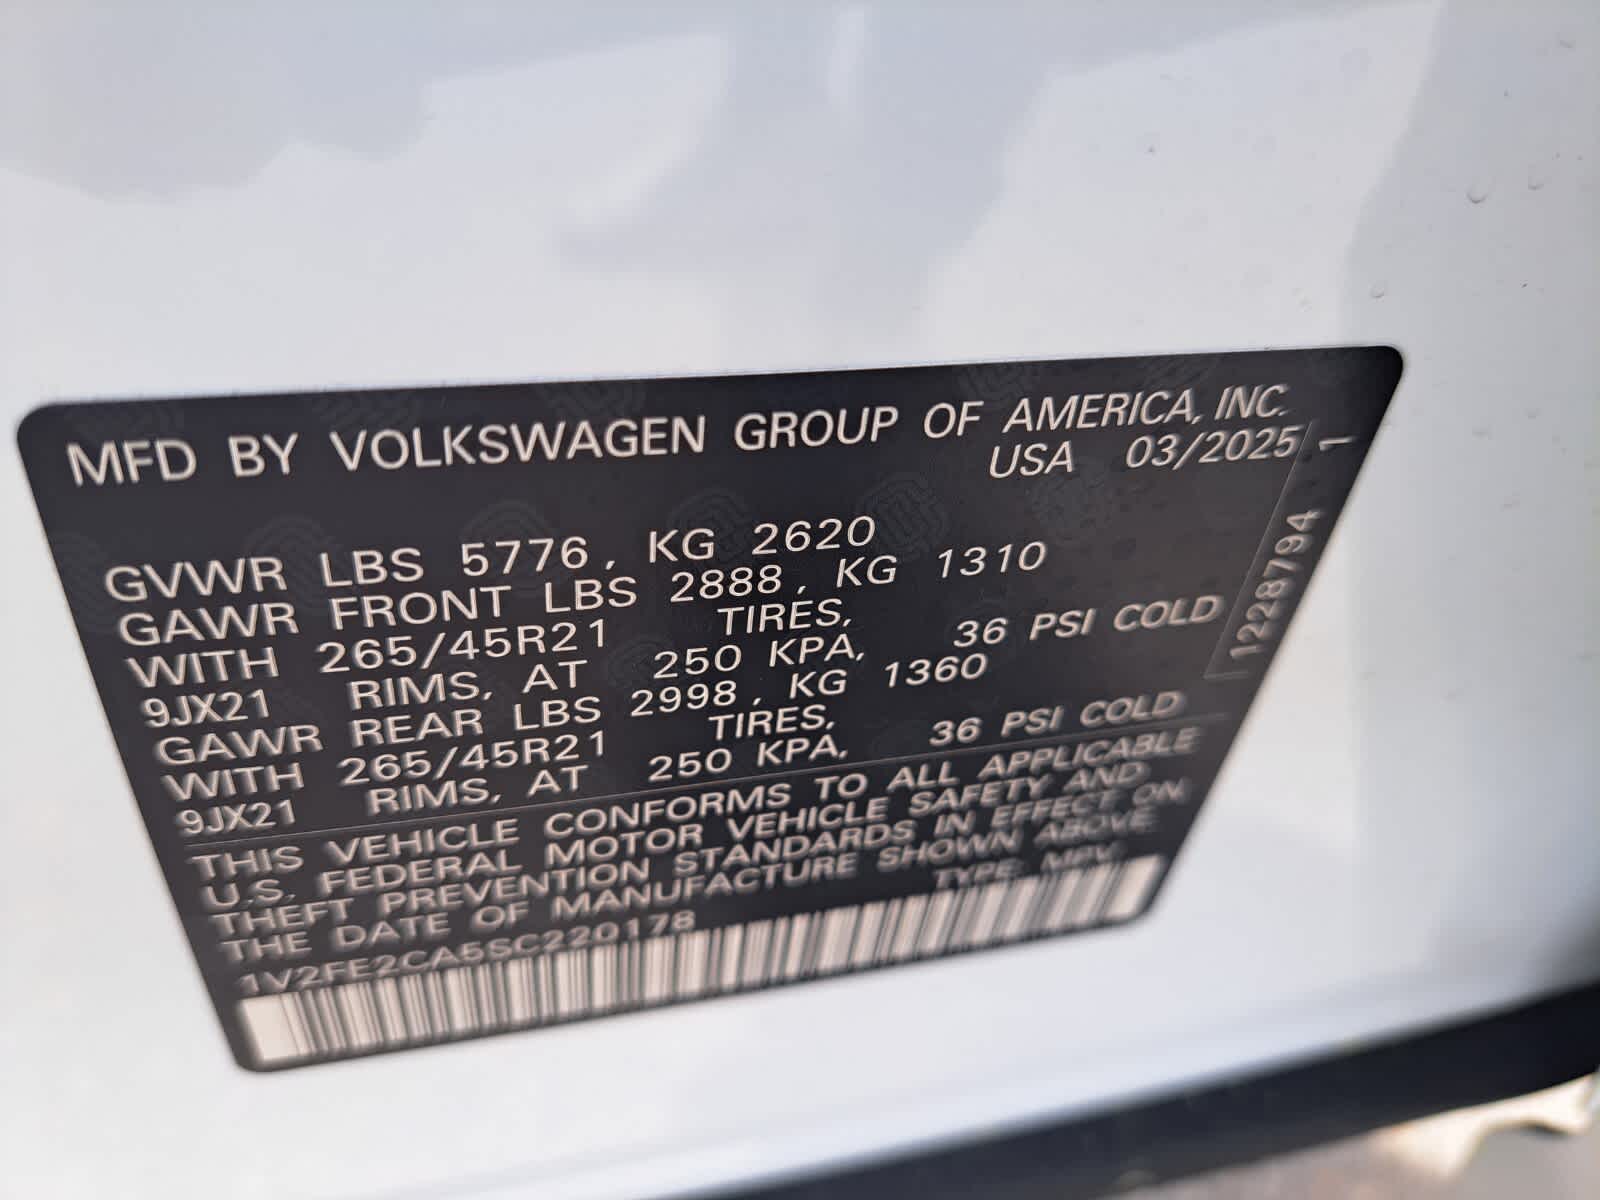 MFD BY VOLKSWAGEN GROUP OF AMERICA, INC.
USA 03/2025
GVWR LBS 5776, KG 2620
GAWR FRONT LBS 2888, KG 1310
WITH 265/45R21 TIRES,
9JX21 RIMS, AT 250 KPA, 36 PSI COLD
GAWR REAR LBS 2998, KG 1360
WITH 265/45R21 TIRES,
9JX21 RIMS, AT 250 KPA, 36 PSI COLD
THIS VEHICLE CONFORMS TO ALL APPLICABLE
U.S. FEDERAL MOTOR VEHICLE SAFETY AND
THEFT PREVENTION STANDARDS IN EFFECT ON
THE DATE OF MANUFACTURE SHOWN ABOVE.
1V2FE2CA5SC220178 TYPE: MPV
12287941 1